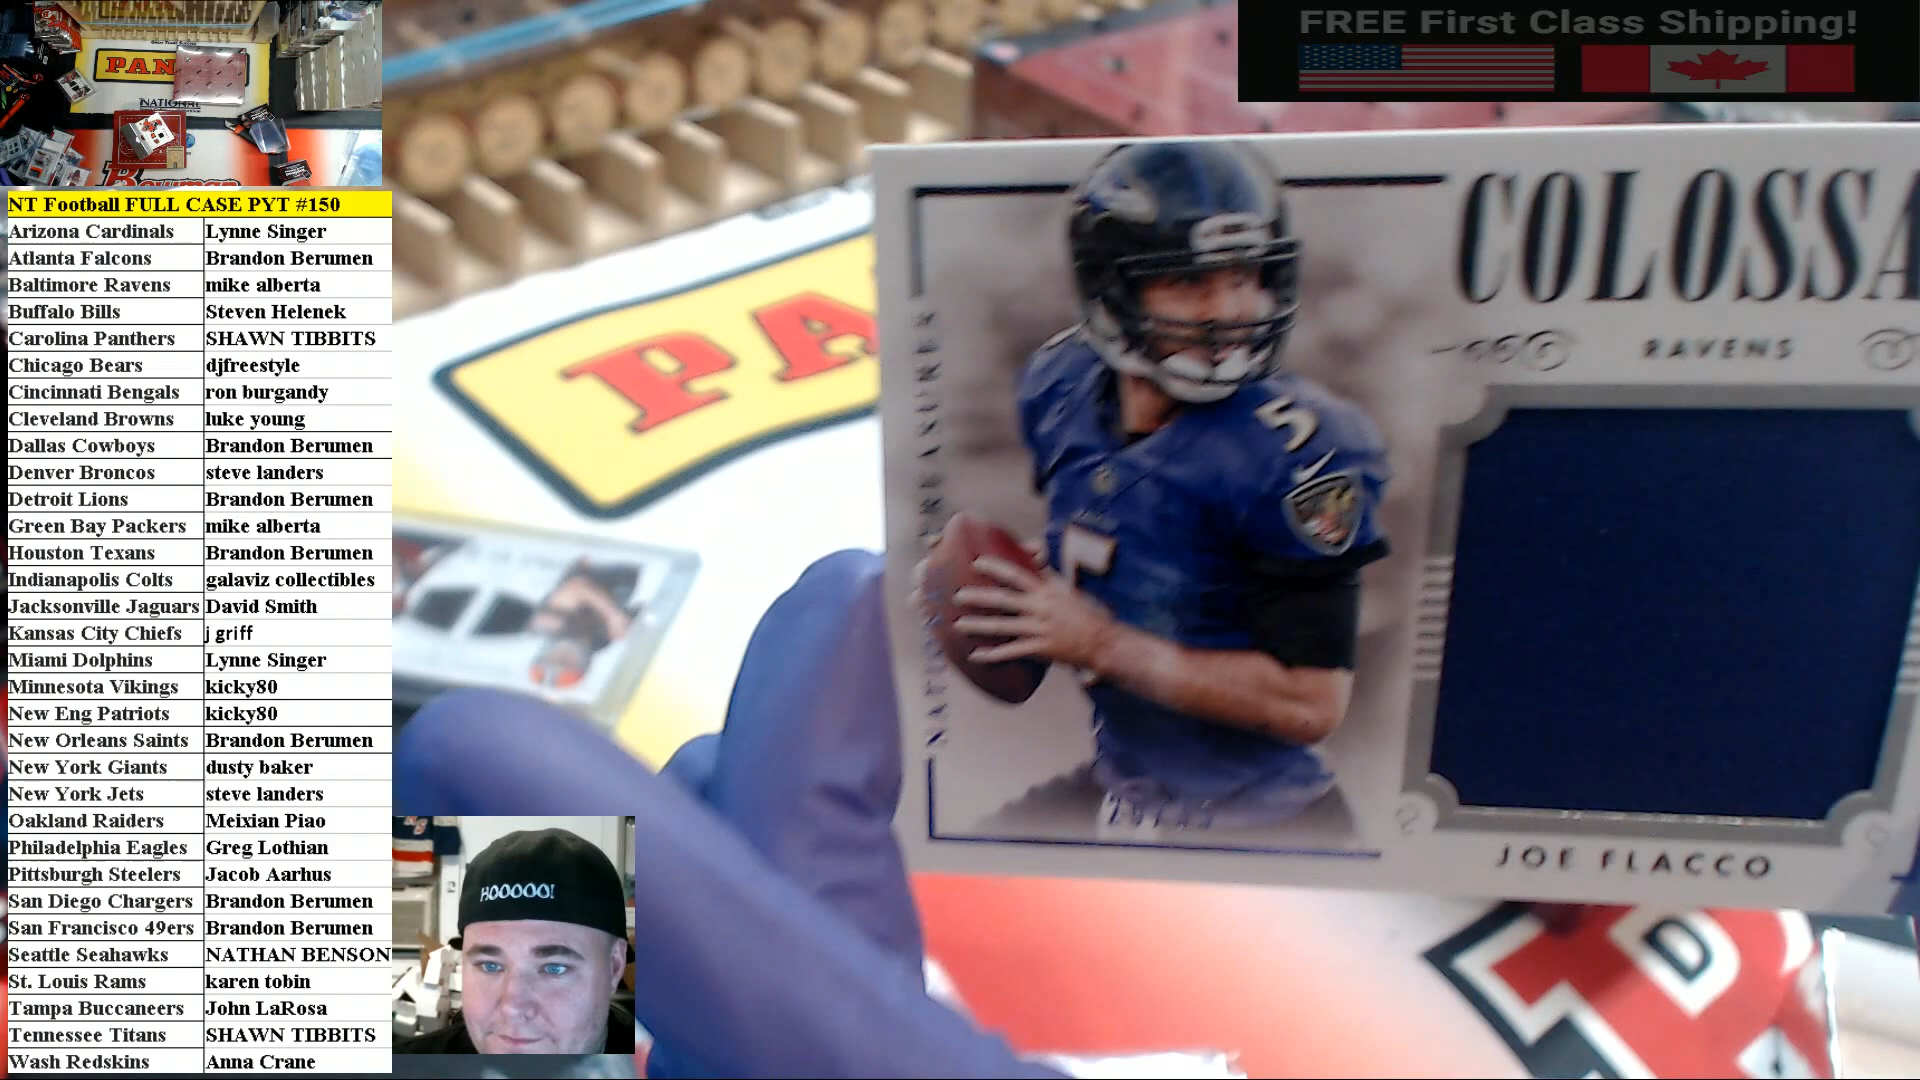 FREE First Class Shipping!
PAN
NATIONAL
Bowman
NT Football FULL CASE PYT #150
Arizona Cardinals Lynne Singer
Atlanta Falcons Brandon Berumen
Baltimore Ravens mike alberta
Buffalo Bills Steven Helenek
Carolina Panthers SHAWN TIBBITS
Chicago Bears djfreestyle
Cincinnati Bengals ron burgandy
Cleveland Browns luke young
Dallas Cowboys Brandon Berumen
Denver Broncos steve landers
Detroit Lions Brandon Berumen
Green Bay Packers mike alberta
Houston Texans Brandon Berumen
Indianapolis Colts galaviz collectibles
Jacksonville Jaguars David Smith
Kansas City Chiefs j griff
Miami Dolphins Lynne Singer
Minnesota Vikings kicky80
New Eng Patriots kicky80
New Orleans Saints Brandon Berumen
New York Giants dusty baker
New York Jets steve landers
Oakland Raiders Meixian Piao
Philadelphia Eagles Greg Lothian
Pittsburgh Steelers Jacob Aarhus
San Diego Chargers Brandon Berumen
San Francisco 49ers Brandon Berumen
Seattle Seahawks NATHAN BENSON
St. Louis Rams karen tobin
Tampa Buccaneers John LaRosa
Tennessee Titans SHAWN TIBBITS
Wash Redskins Anna Crane
HOOOOO!
PA
COLOSSA
RAVENS
NATIONAL TREASURES
5
5
JOE FLACCO